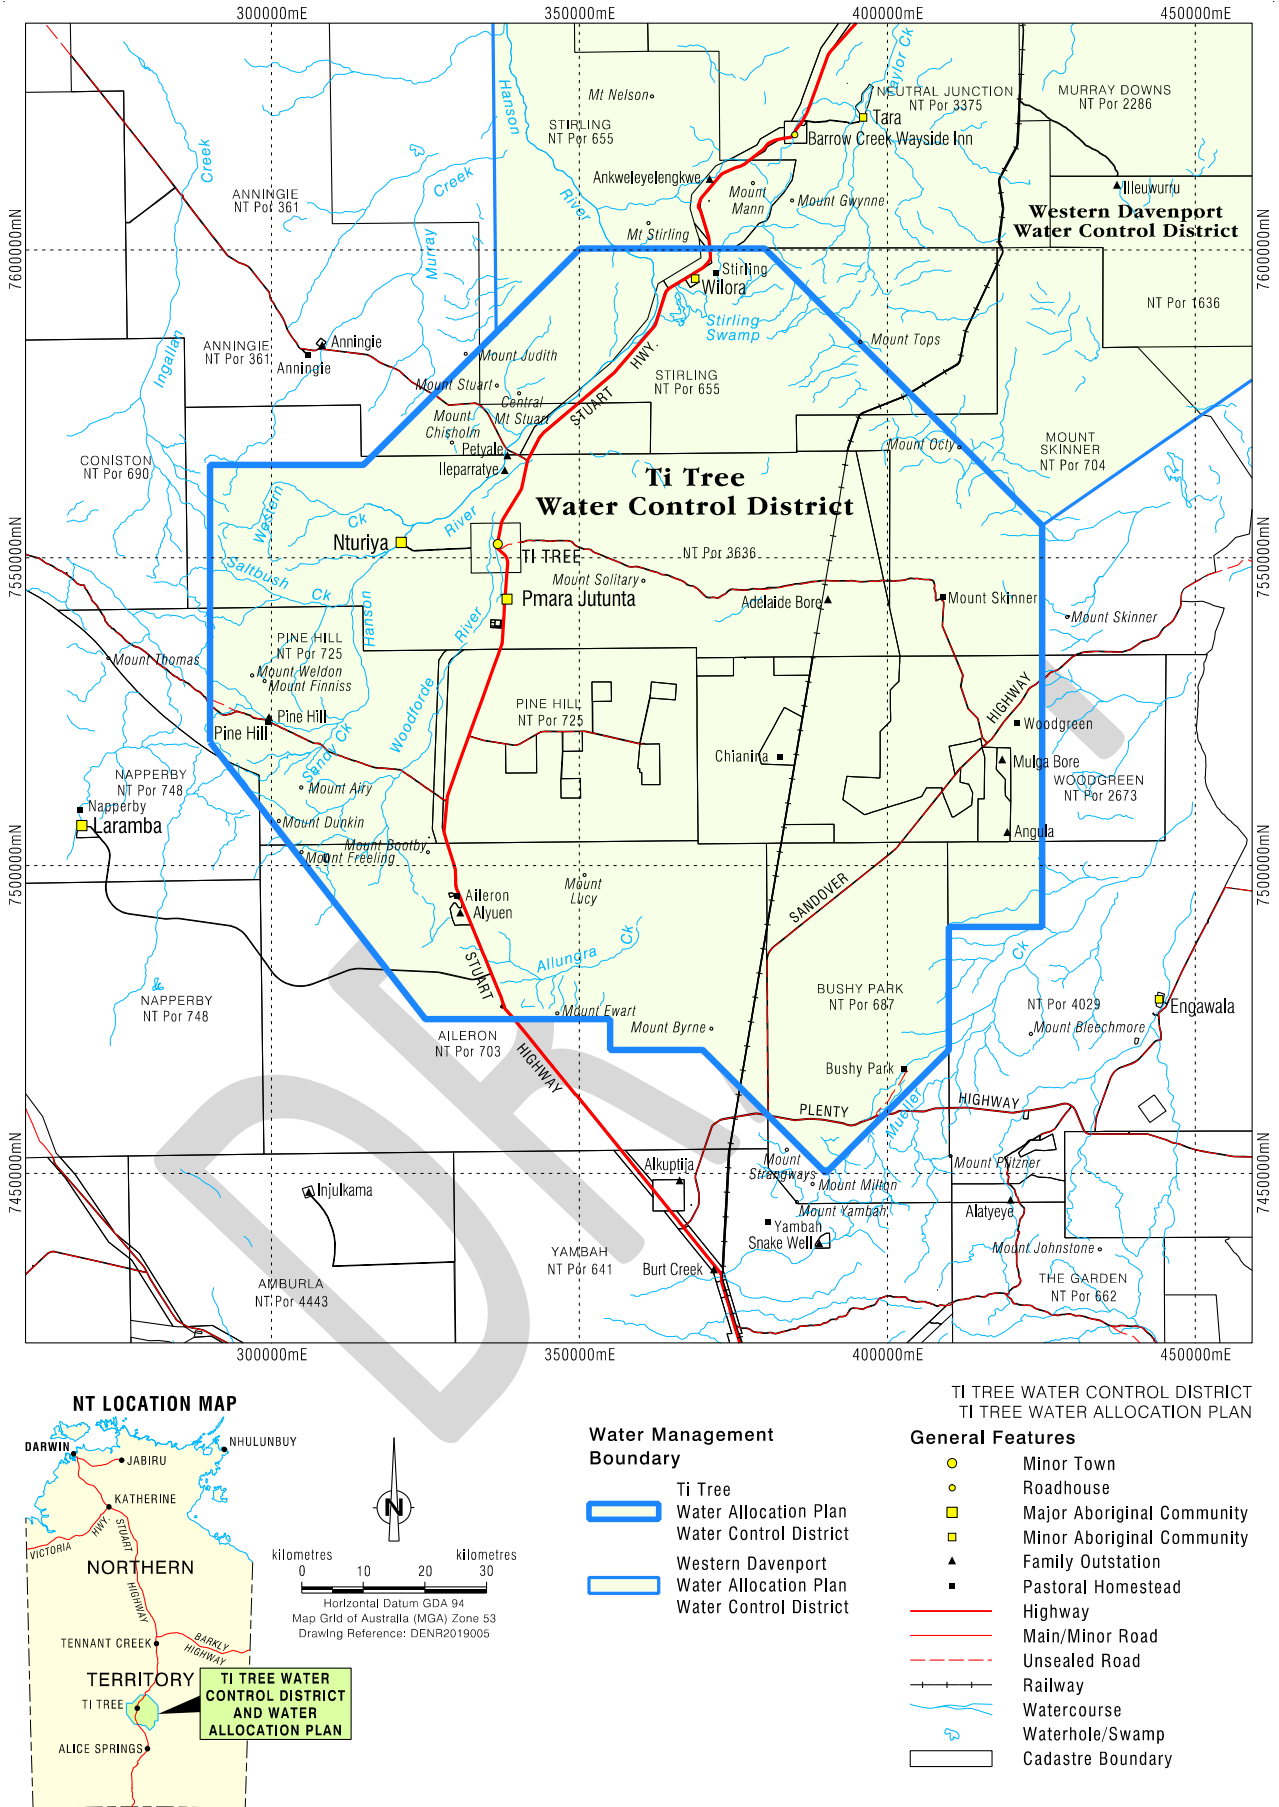 300000mE
350000mE
400000mE
450000mE
Hanson
Taylor Ck
Mt Nelson
NEUTRAL JUNCTION
NT Por 3375
MURRAY DOWNS
NT Por 2286
Tara
STIRLING
NT Por 655
Barrow Creek Wayside Inn
Creek
Ankweleyelengkwe
Creek
Illeuwurru
ANNINGIE
NT Por 361
Mount
Mann
Mount Gwynne
River
Western Davenport
Water Control District
Murray
Mt Stirling
7600000mN
7600000mN
Stirling
Wilora
NT Por 1636
Stirling
Swamp
Ingallan
ANNINGIE
NT Por 361
Anningie
Anningie
Mount Judith
HWY.
Mount Tops
STIRLING
NT Por 655
Mount Stuart
Central
Mt Stuart
STUART
Mount
Chisholm
Petyale
Ileparratye
Mount Octy
MOUNT
SKINNER
NT Por 704
CONISTON
NT Por 690
Ti Tree
Water Control District
Western
Ck
River
Nturiya
TI TREE
NT Por 3636
7550000mN
7550000mN
Saltbush
Ck
Mount Solitary
Pmara Jutunta
Adelaide Bore
Mount Skinner
Mount Skinner
Hanson
River
PINE HILL
NT Por 725
Mount Thomas
Mount Weldon
Mount Finniss
HIGHWAY
PINE HILL
NT Por 725
Pine Hill
Pine Hill
Woodforde
Sandy Ck
Woodgreen
Chianina
Mulga Bore
NAPPERBY
NT Por 748
WOODGREEN
NT Por 2673
Mount Airy
Napperby
Laramba
Mount Dunkin
Angula
Mount Boothy
Mount Freeling
7500000mN
7500000mN
Mount
Lucy
SANDOVER
Aileron
Alyuen
Allungra
Ck
Ck
STUART
NAPPERBY
NT Por 748
BUSHY PARK
NT Por 687
NT Por 4029
Engawala
Mount Ewart
Mount Byrne
Mount Bleechmore
AILERON
NT Por 703
HIGHWAY
Bushy Park
PLENTY
HIGHWAY
Mueller
7450000mN
7450000mN
Alkuptija
Mount
Strangways
Mount Pfitzner
Mount Milton
Injulkama
Mount Yambah
Alatyeye
Yambah
Snake Well
Mount Johnstone
YAMBAH
NT Por 641
Burt Creek
THE GARDEN
NT Por 662
AMBURLA
NT Por 4443
DR
300000mE
350000mE
400000mE
450000mE
NT LOCATION MAP
DARWIN
NHULUNBUY
JABIRU
KATHERINE
VICTORIA
HWY.
STUART
HIGHWAY
NORTHERN
TENNANT CREEK
BARKLY
HIGHWAY
TERRITORY
TI TREE
ALICE SPRINGS
TI TREE WATER
CONTROL DISTRICT
AND WATER
ALLOCATION PLAN
N
kilometres
kilometres
0
10
20
30
Horizontal Datum GDA 94
Map Grid of Australia (MGA) Zone 53
Drawing Reference: DENR2019005
Water Management
Boundary
Ti Tree
Water Allocation Plan
Water Control District
Western Davenport
Water Allocation Plan
Water Control District
TI TREE WATER CONTROL DISTRICT
TI TREE WATER ALLOCATION PLAN
General Features
Minor Town
Roadhouse
Major Aboriginal Community
Minor Aboriginal Community
Family Outstation
Pastoral Homestead
Highway
Main/Minor Road
Unsealed Road
Railway
Watercourse
Waterhole/Swamp
Cadastre Boundary